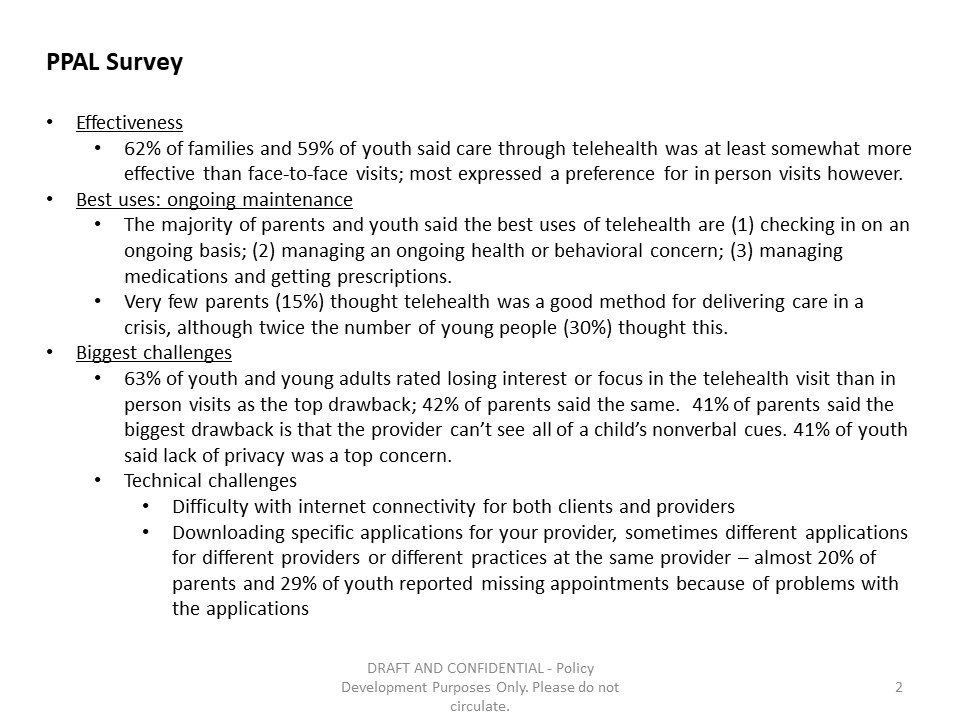 PPAL Survey
• Effectiveness
• 62% of families and 59% of youth said care through telehealth was at least somewhat more
effective than face-to-face visits; most expressed a preference for in person visits however.
• Best uses: ongoing maintenance
• The majority of parents and youth said the best uses of telehealth are (1) checking in on an
ongoing basis; (2) managing an ongoing health or behavioral concern; (3) managing
medications and getting prescriptions.
• Very few parents (15%) thought telehealth was a good method for delivering care in a
crisis, although twice the number of young people (30%) thought this.
• Biggest challenges
• 63% of youth and young adults rated losing interest or focus in the telehealth visit than in
person visits as the top drawback; 42% of parents said the same.  41% of parents said the
biggest drawback is that the provider can’t see all of a child’s nonverbal cues. 41% of youth
said lack of privacy was a top concern.
• Technical challenges
• Difficulty with internet connectivity for both clients and providers
• Downloading specific applications for your provider, sometimes different applications
for different providers or different practices at the same provider – almost 20% of
parents and 29% of youth reported missing appointments because of problems with
the applications
DRAFT AND CONFIDENTIAL - Policy
Development Purposes Only. Please do not
circulate.
2